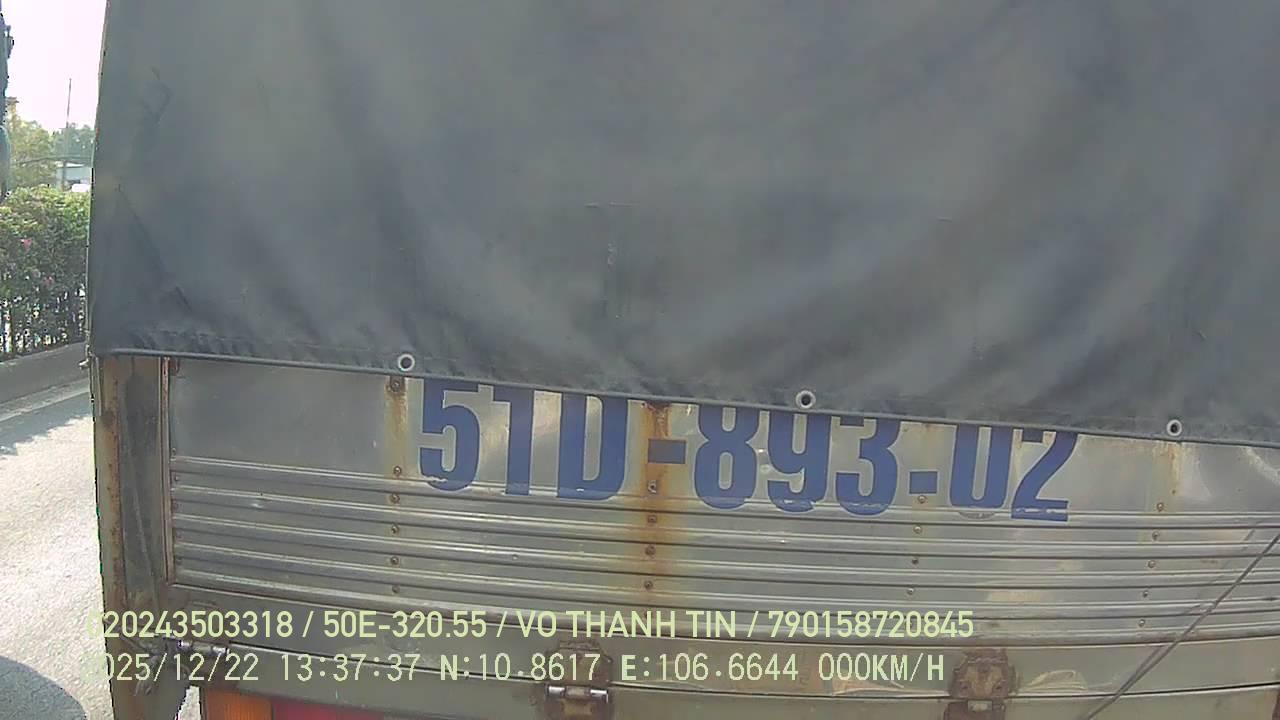 51D-893-02
620243503318 / 50E-320.55 / VO THANH TIN / 790158720845
2025/12/22 13:37:37 N:10.8617 E:106.6644 000KM/H